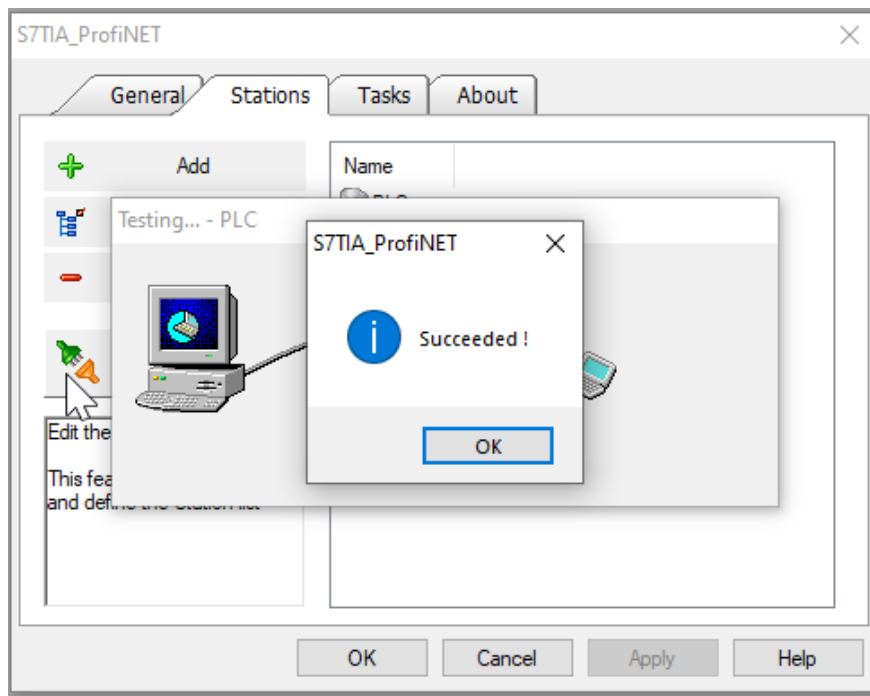 S7TIA_ProfiNET
General Stations Tasks About
Add
Name
Testing... - PLC
S7TIA_ProfiNET
Succeeded !
OK
Edit the
This fea
and
OK Cancel Apply Help